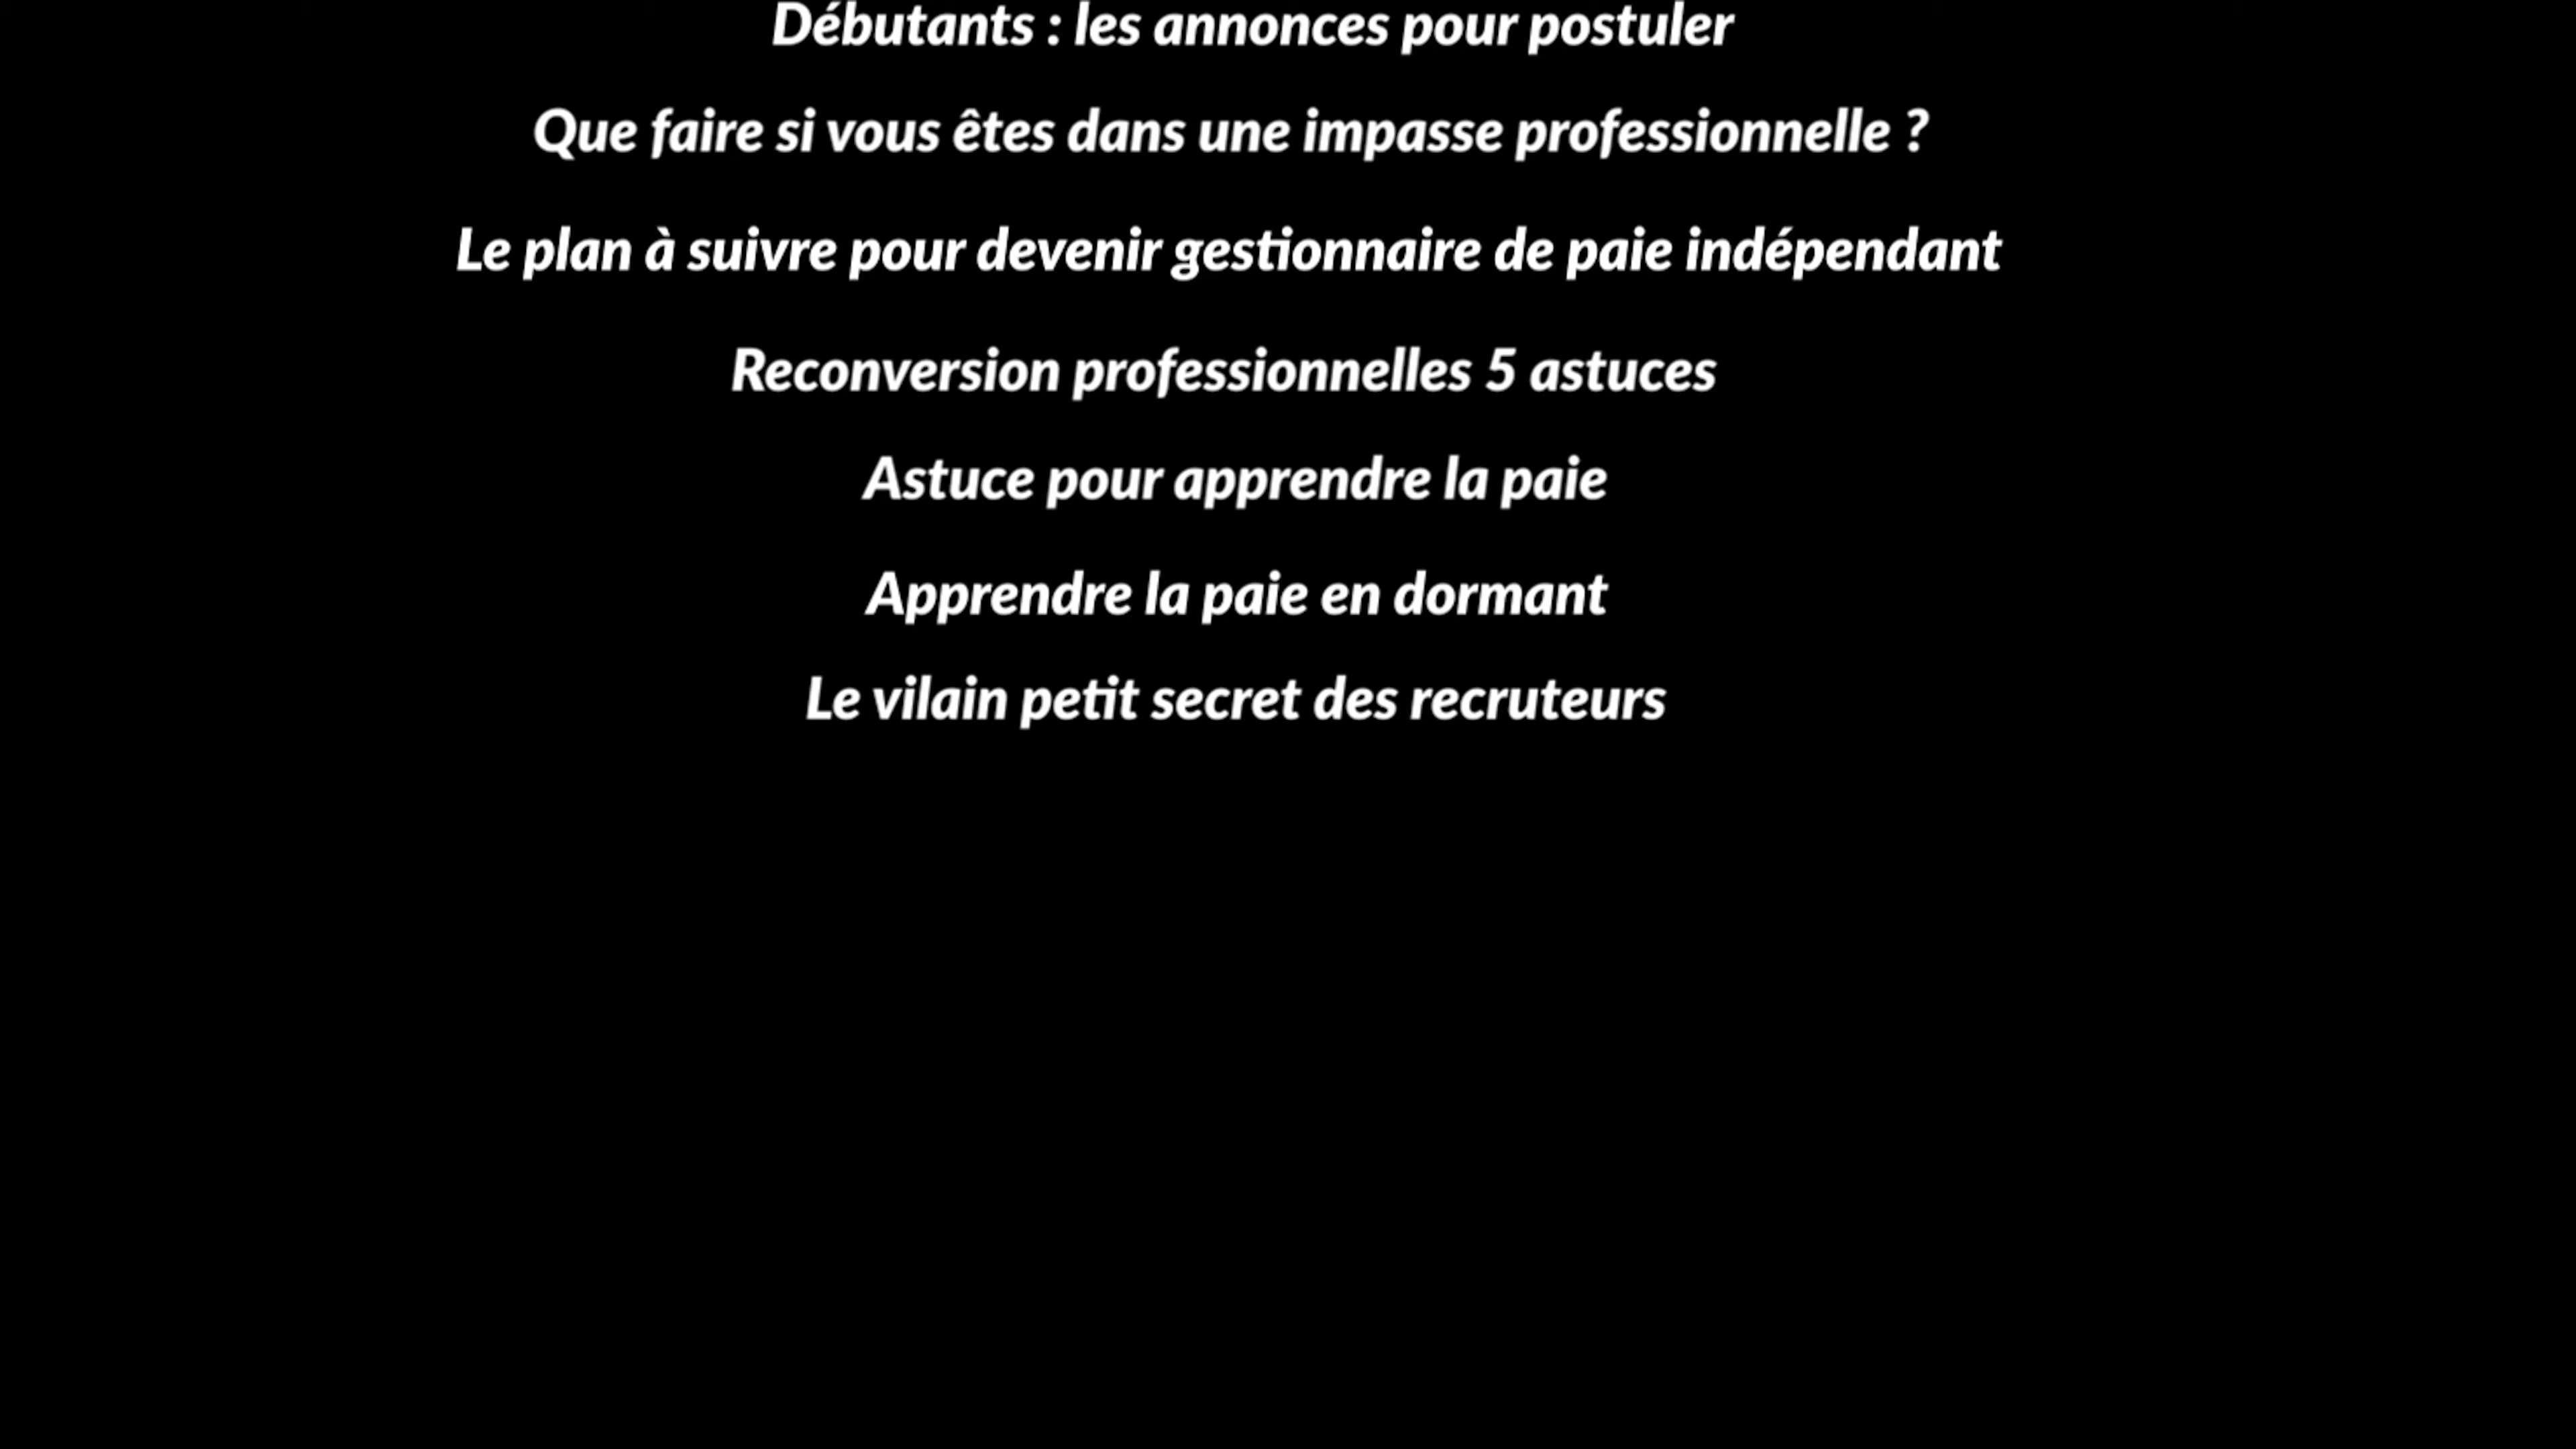 Débutants : les annonces pour postuler
Que faire si vous êtes dans une impasse professionnelle ?
Le plan à suivre pour devenir gestionnaire de paie indépendant
Reconversion professionnelles 5 astuces
Astuce pour apprendre la paie
Apprendre la paie en dormant
Le vilain petit secret des recruteurs